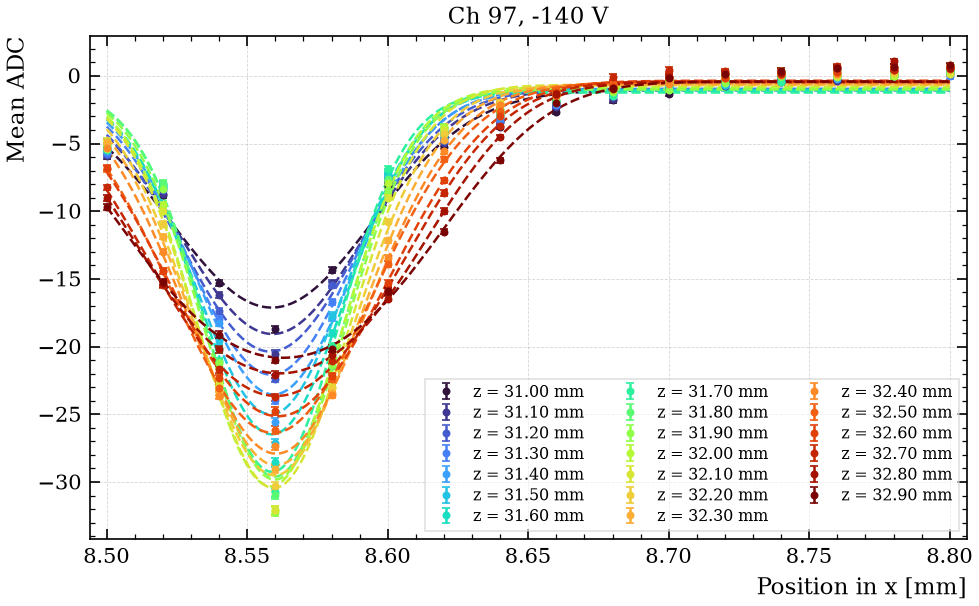 Ch 97, -140 V
Mean ADC
0
−5
−10
−15
−20
−25
−30
z = 31.00 mm
z = 31.10 mm
z = 31.20 mm
z = 31.30 mm
z = 31.40 mm
z = 31.50 mm
z = 31.60 mm
z = 31.70 mm
z = 31.80 mm
z = 31.90 mm
z = 32.00 mm
z = 32.10 mm
z = 32.20 mm
z = 32.30 mm
z = 32.40 mm
z = 32.50 mm
z = 32.60 mm
z = 32.70 mm
z = 32.80 mm
z = 32.90 mm
8.50 8.55 8.60 8.65 8.70 8.75 8.80
Position in x [mm]